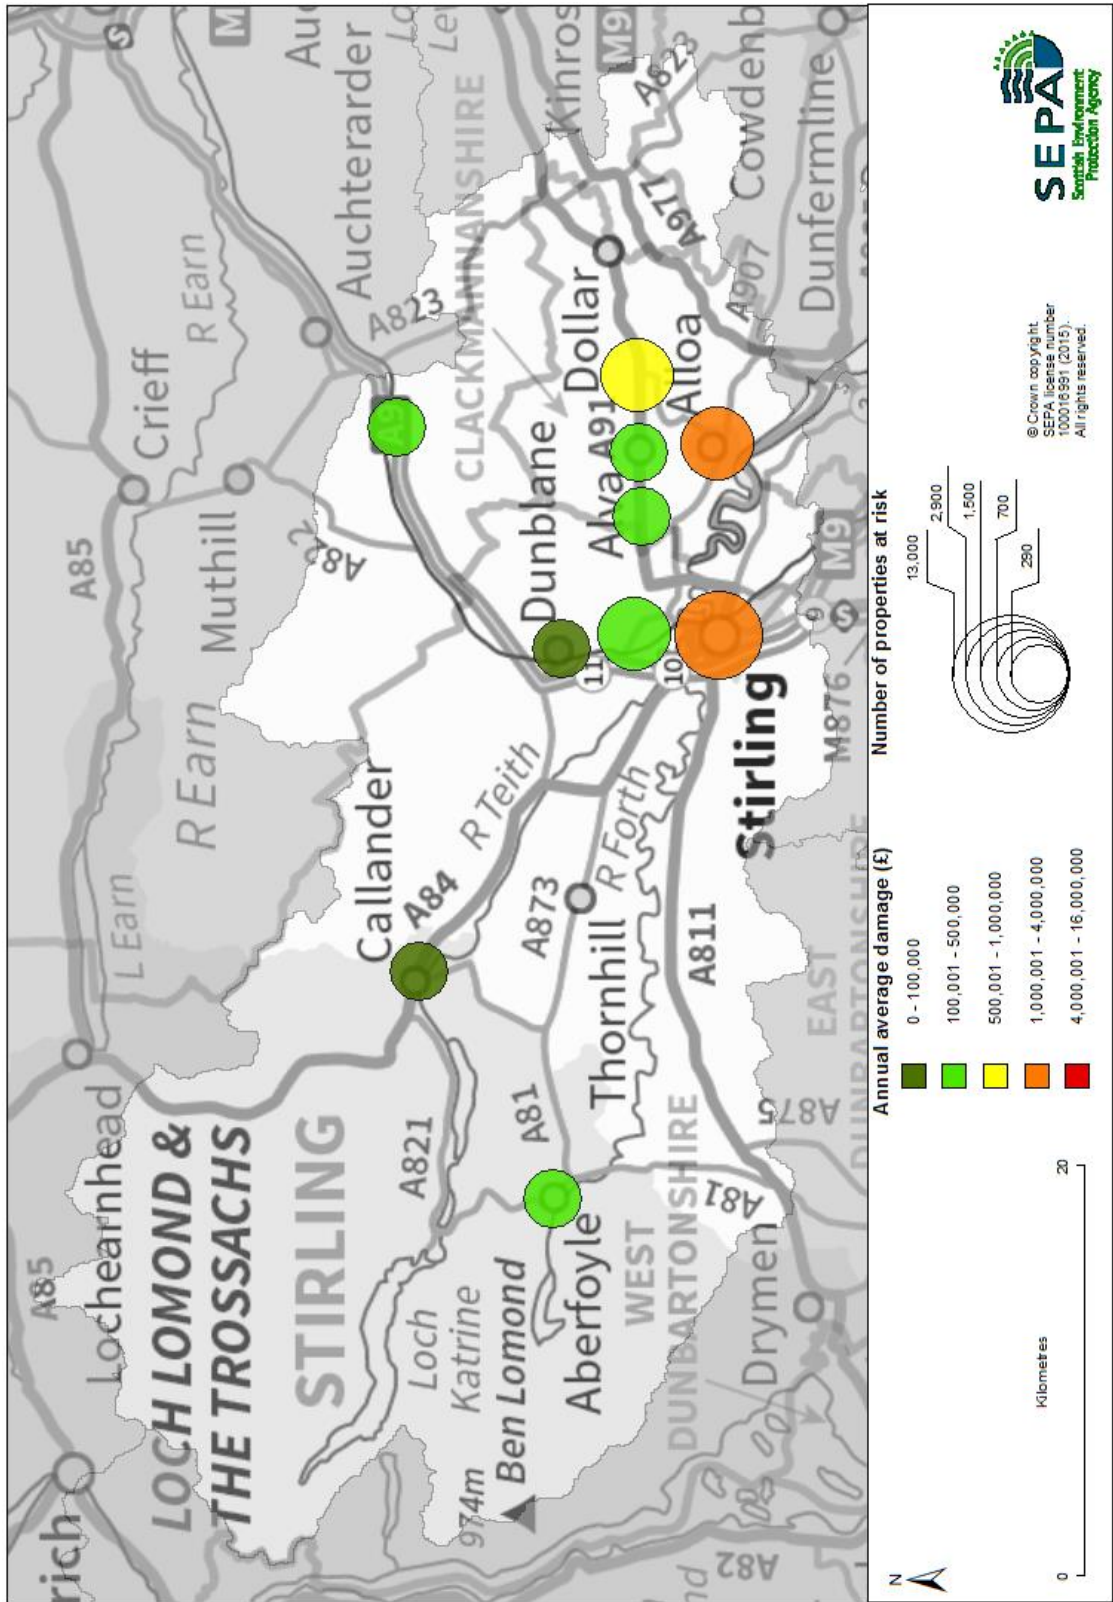 rich
A85
Lochearnhead
L Earn
A85
Crieff
M
S
LOCH LOMOND &
THE TROSSACHS
R Earn
Muthill
R Earn
Auchterarder
STIRLING
A821
Callander
A84
A82
A9
A823
CLACKMANNANSHIRE
Kinros
M90
A823
Loch
Katrine
974m
Ben Lomond
A81
Aberfoyle
A873
R Teith
Thornhill
R Forth
Dunblane
11
Alva
A91
Dollar
Alloa
A977
Cowdenb
A907
Dunfermline
10
Stirling
A811
WEST
DUNBARTONSHIRE
A81
Drymen
A82
A875
EAST
DUNBARTONSHIRE
M876
9
S
M9
N
0
20
Kilometres
Annual average damage (£)
0 - 100,000
100,001 - 500,000
500,001 - 1,000,000
1,000,001 - 4,000,000
4,000,001 - 16,000,000
Number of properties at risk
13,000
2,900
1,500
700
290
© Crown copyright.
SEPA license number
100016991 (2015).
All rights reserved.
SEPA
Scottish Environment
Protection Agency